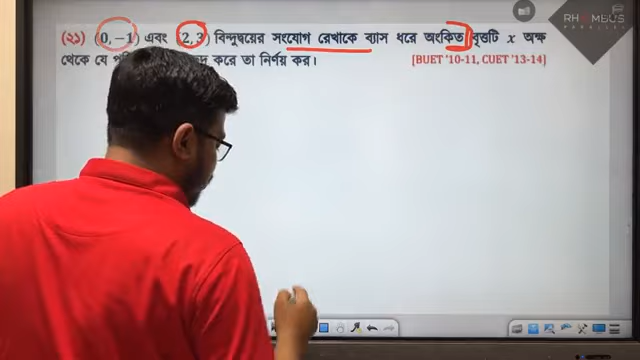 (২১) (0, −1) এবং (2, 3) বিন্দুদ্বয়ের সংযোগ রেখাকে ব্যাস ধরে অংকিত বৃত্তটি x অক্ষ
থেকে যে করে তা নির্ণয় কর।
[BUET '10-11, CUET '13-14]
RHOMBUS
PARALLEL